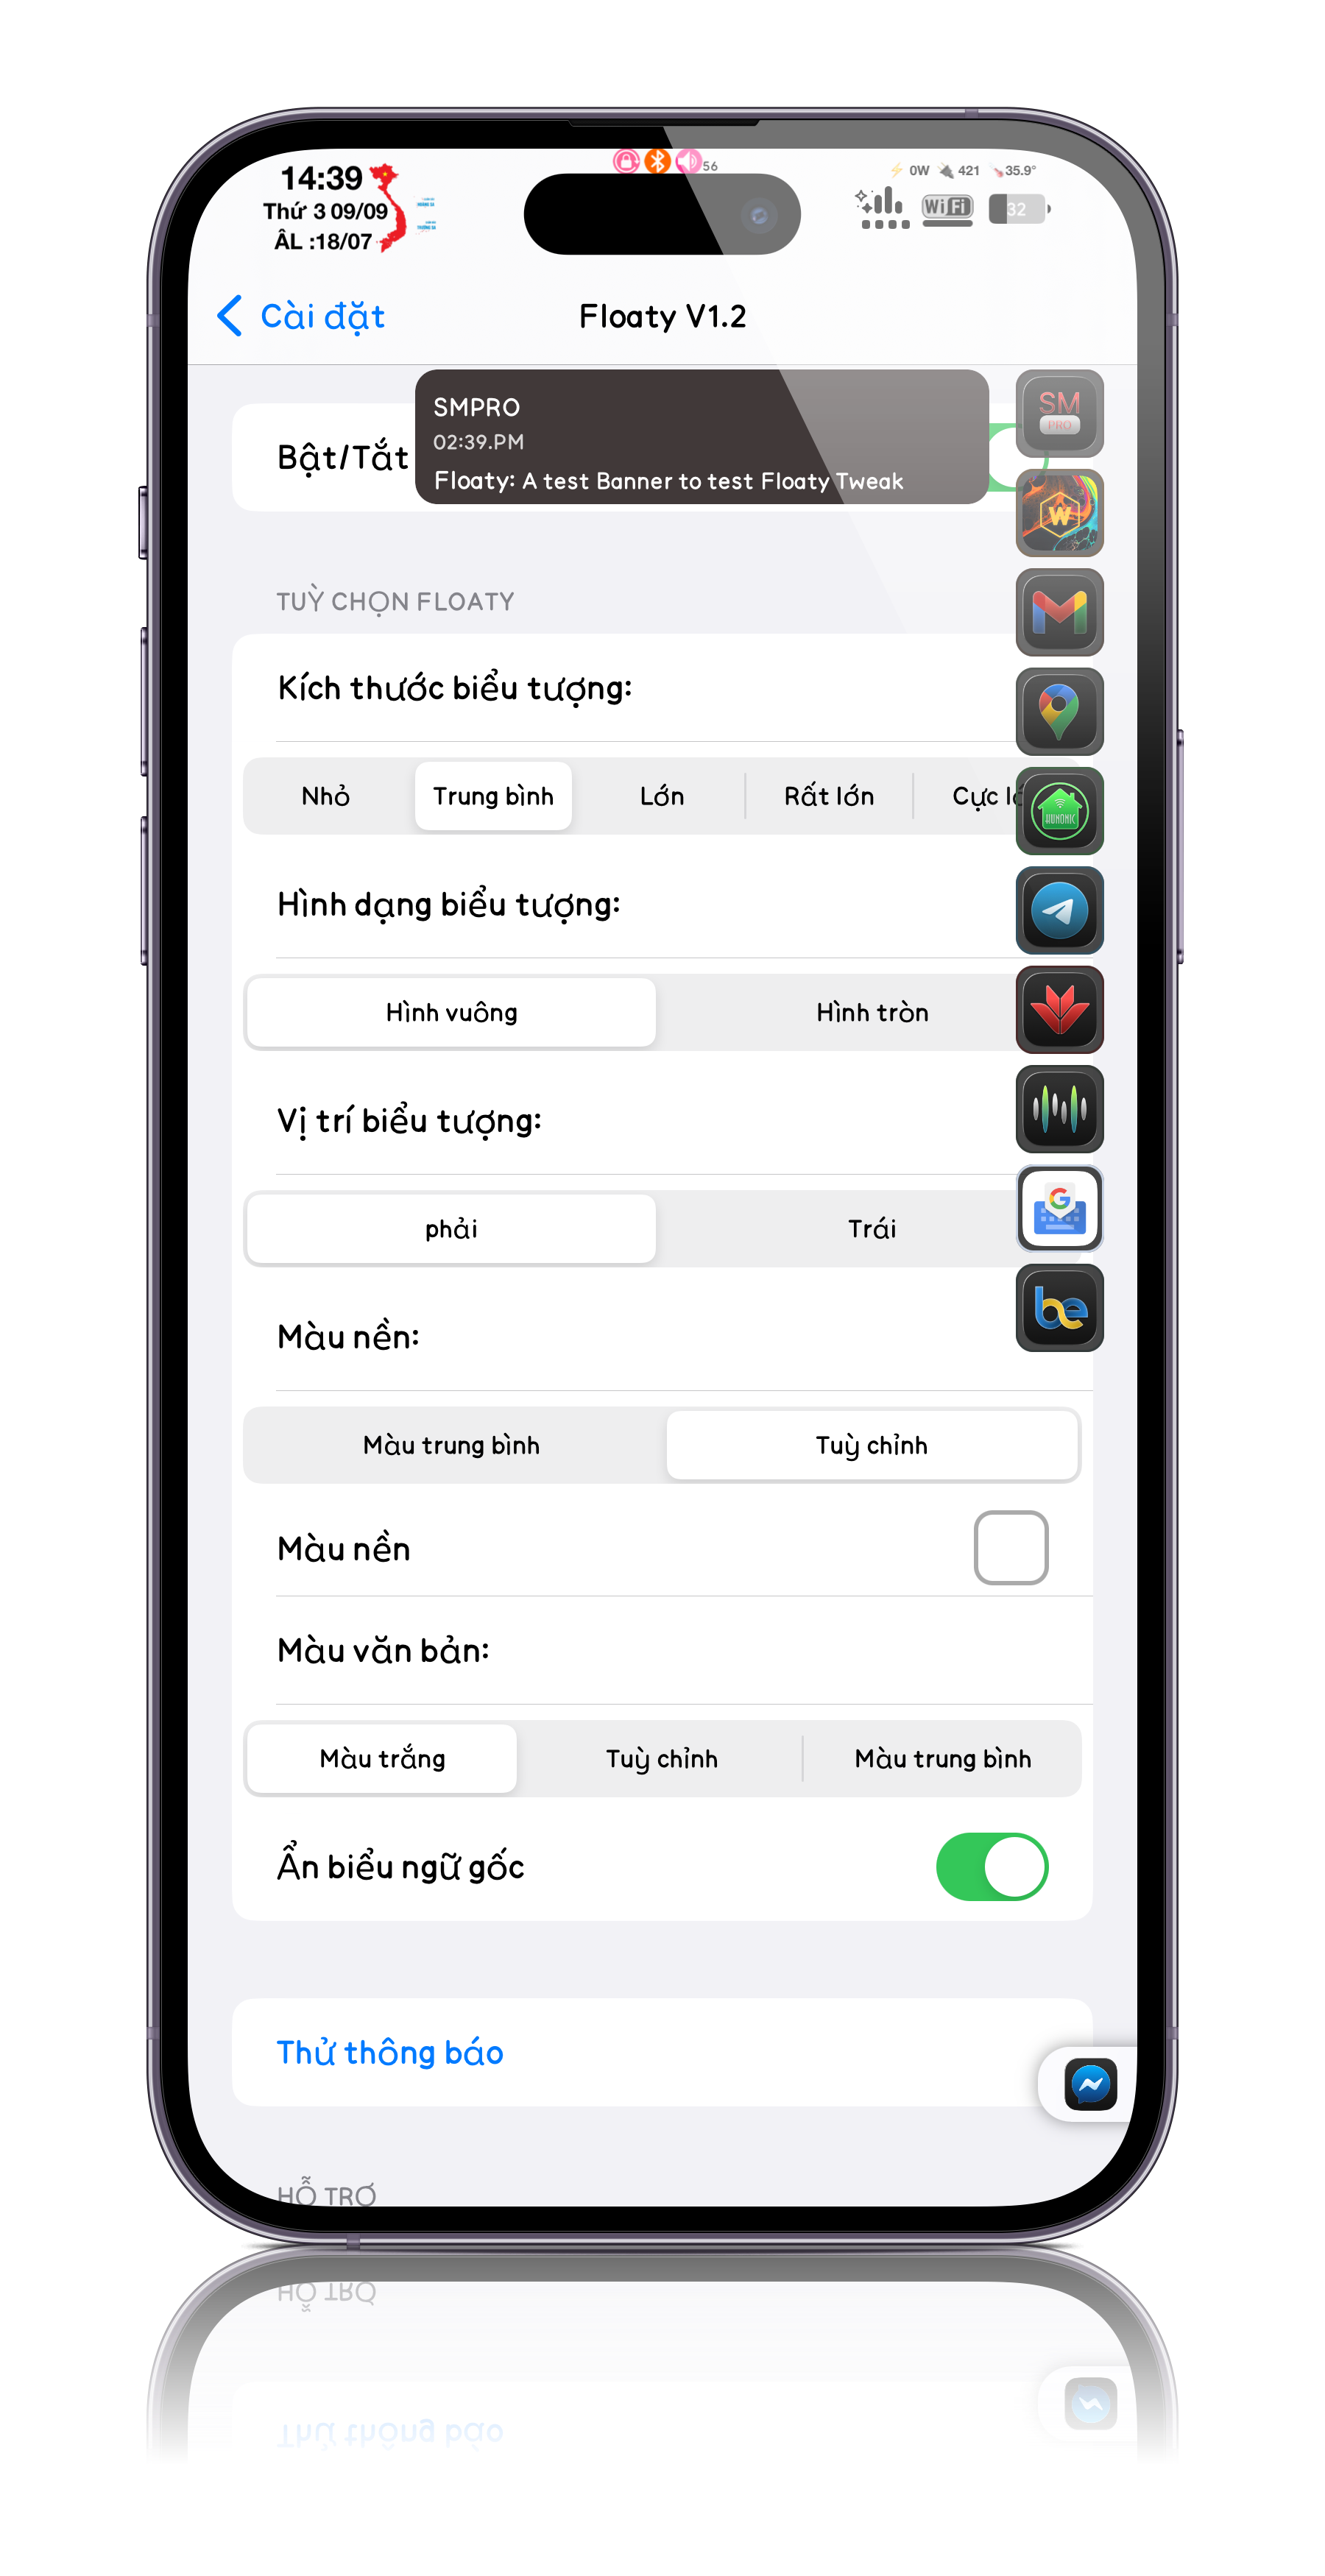 14:39
Thứ 3 09/09
ÂL :18/07
56
0W 421 35.9°
WiFi
32
Cài đặt
Floaty V1.2
Bật/Tắt
SMPRO
02:39.PM
Floaty: A test Banner to test Floaty Tweak
SM
PRO
W
TUỲ CHỌN FLOATY
Kích thước biểu tượng:
Nhỏ Trung bình Lớn Rất lớn Cực lớ
HUNONIC
Hình dạng biểu tượng:
Hình vuông Hình tròn
Vị trí biểu tượng:
phải Trái
G
be
Màu nền:
Màu trung bình Tuỳ chỉnh
Màu nền
Màu văn bản:
Màu trắng Tuỳ chỉnh Màu trung bình
Ẩn biểu ngữ gốc
Thử thông báo
HỖ TRỢ